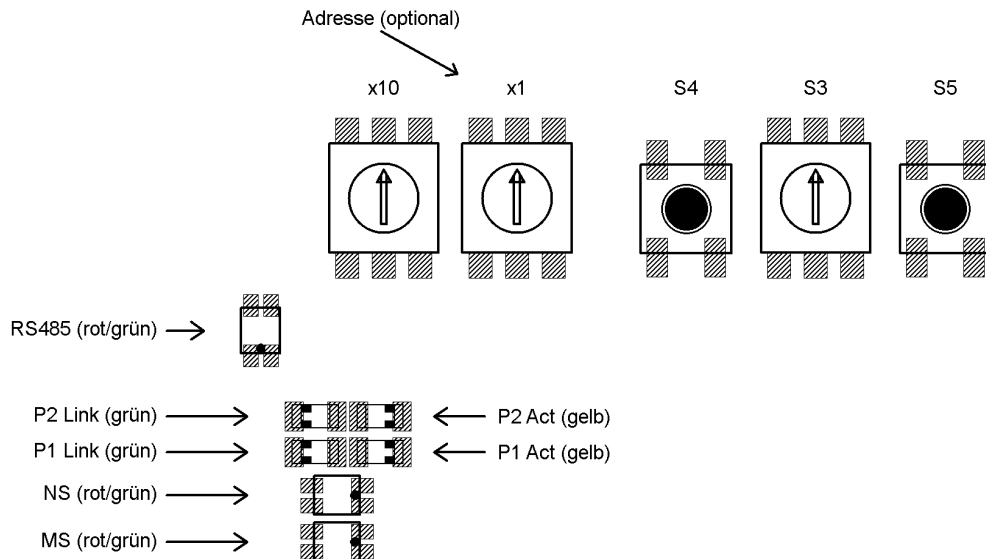 Adresse (optional)
x10 x1 S4 S3 S5
RS485 (rot/grün)
P2 Link (grün) P2 Act (gelb)
P1 Link (grün) P1 Act (gelb)
NS (rot/grün)
MS (rot/grün)